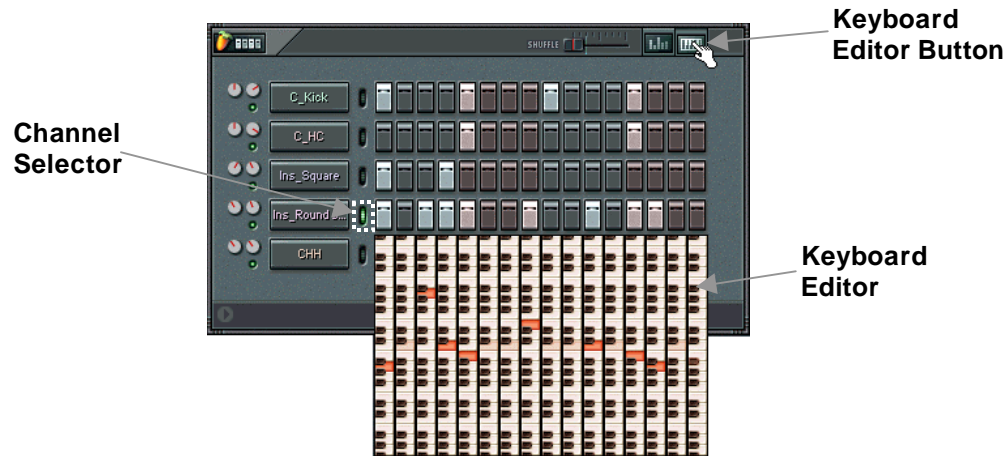 Keyboard
Editor Button
SHUFFLE
C_Kick
Channel
Selector
C_HC
Ins_Square
Ins_Round S...
CHH
Keyboard
Editor